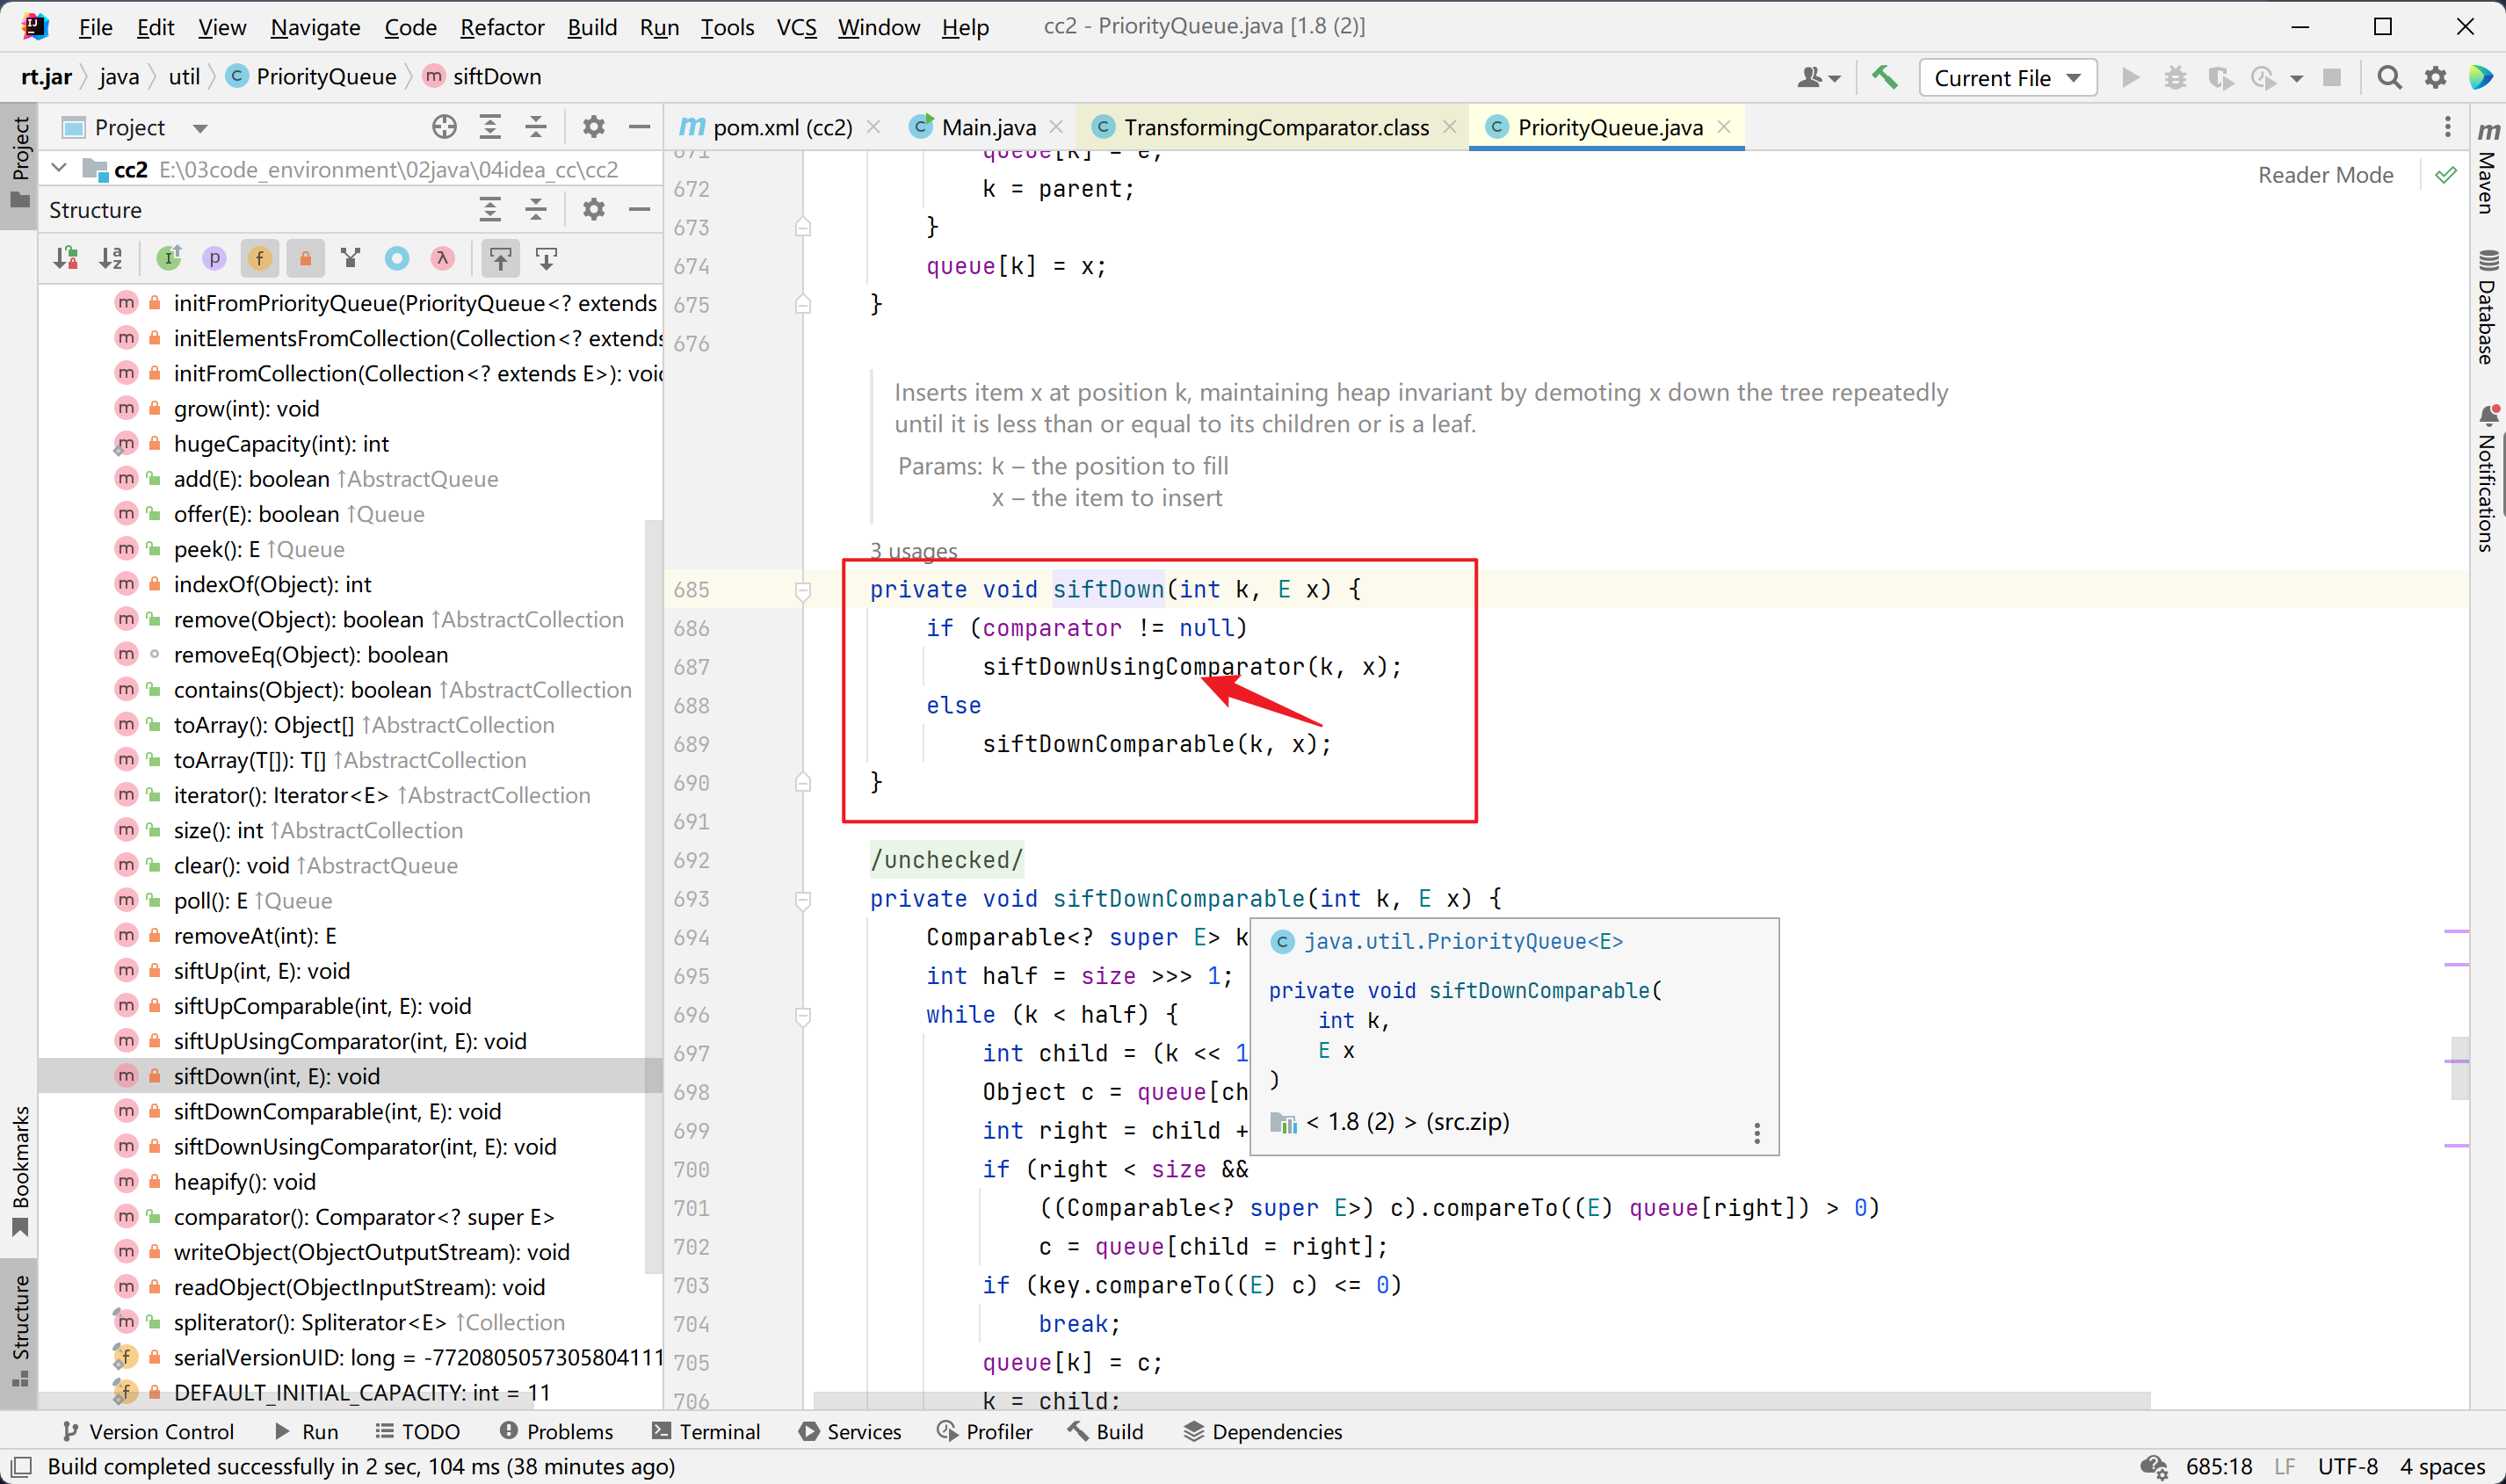 File Edit View Navigate Code Refactor Build Run Tools VCS Window Help cc2 - PriorityQueue.java [1.8 (2)]
rt.jar java util PriorityQueue siftDown Current File
Project pom.xml (cc2) Main.java TransformingComparator.class PriorityQueue.java
cc2 E:\03code_environment\02java\04idea_cc\cc2
Structure
initFromPriorityQueue(PriorityQueue<? extends
initElementsFromCollection(Collection<? extends
initFromCollection(Collection<? extends E>): void
grow(int): void
hugeCapacity(int): int
add(E): boolean ↑AbstractQueue
offer(E): boolean ↑Queue
peek(): E ↑Queue
indexOf(Object): int
remove(Object): boolean ↑AbstractCollection
removeEq(Object): boolean
contains(Object): boolean ↑AbstractCollection
toArray(): Object[] ↑AbstractCollection
toArray(T[]): T[] ↑AbstractCollection
iterator(): Iterator<E> ↑AbstractCollection
size(): int ↑AbstractCollection
clear(): void ↑AbstractQueue
poll(): E ↑Queue
removeAt(int): E
siftUp(int, E): void
siftUpComparable(int, E): void
siftUpUsingComparator(int, E): void
siftDown(int, E): void
siftDownComparable(int, E): void
siftDownUsingComparator(int, E): void
heapify(): void
comparator(): Comparator<? super E>
writeObject(ObjectOutputStream): void
readObject(ObjectInputStream): void
spliterator(): Spliterator<E> ↑Collection
serialVersionUID: long = -7720805057305804111
DEFAULT_INITIAL_CAPACITY: int = 11
Project
Bookmarks
Structure
Reader Mode
671 queue[k] = e;
672 k = parent;
673 }
674 queue[k] = x;
675 }
676
Inserts item x at position k, maintaining heap invariant by demoting x down the tree repeatedly
until it is less than or equal to its children or is a leaf.
Params: k – the position to fill
x – the item to insert
3 usages
685 private void siftDown(int k, E x) {
686 if (comparator != null)
687 siftDownUsingComparator(k, x);
688 else
689 siftDownComparable(k, x);
690 }
691
692 /unchecked/
693 private void siftDownComparable(int k, E x) {
694 Comparable<? super E> k
695 int half = size >>> 1;
696 while (k < half) {
697 int child = (k << 1
698 Object c = queue[ch
699 int right = child +
700 if (right < size &&
701 ((Comparable<? super E>) c).compareTo((E) queue[right]) > 0)
702 c = queue[child = right];
703 if (key.compareTo((E) c) <= 0)
704 break;
705 queue[k] = c;
706 k = child;
java.util.PriorityQueue<E>
private void siftDownComparable(
int k,
E x
)
< 1.8 (2) > (src.zip)
Maven
Database
Notifications
Version Control Run TODO Problems Terminal Services Profiler Build Dependencies
Build completed successfully in 2 sec, 104 ms (38 minutes ago) 685:18 LF UTF-8 4 spaces